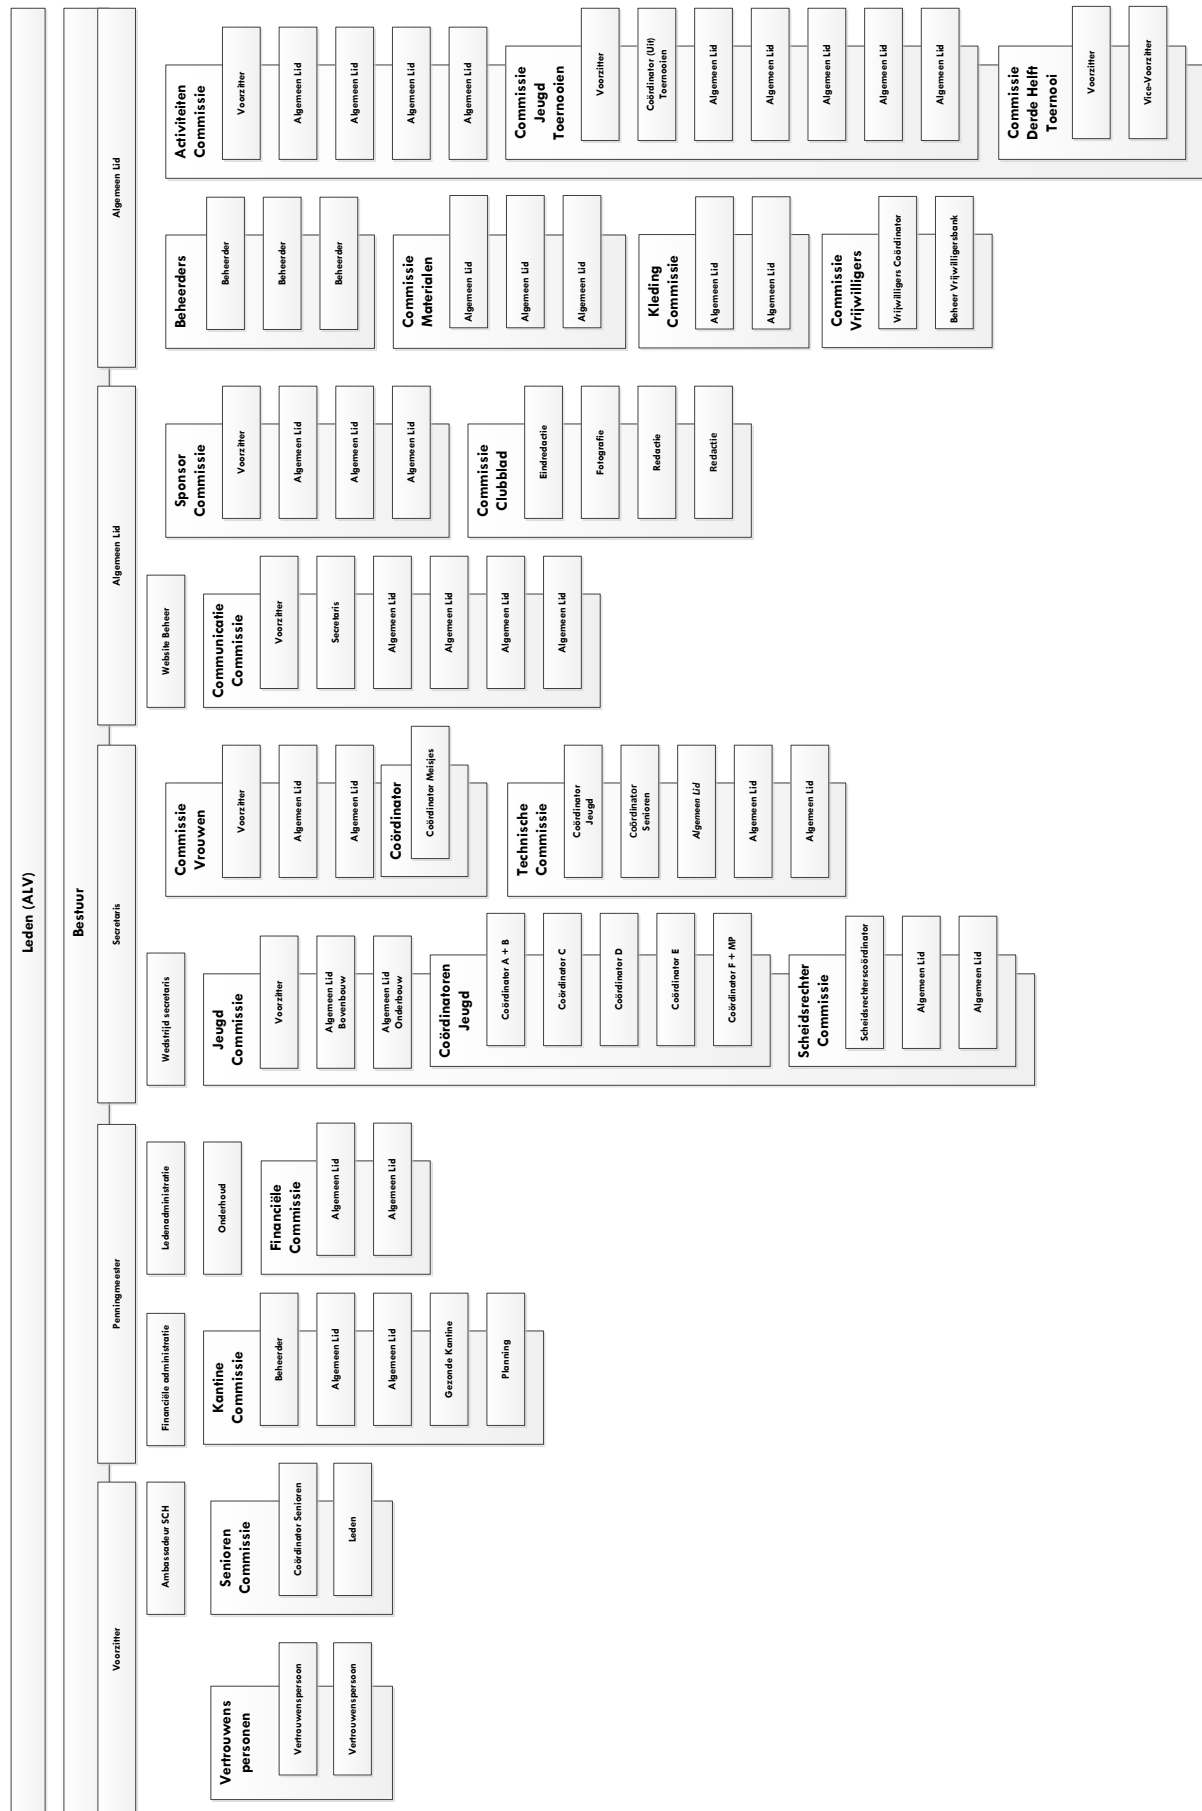 Leden (ALV)
Bestuur
Voorzitter
Vertrouwens
personen
Vertrouwenspersoon
Vertrouwenspersoon
Ambassadeur SCH
Senioren
Commissie
Coördinator Senioren
Leden
Penningmeester
Financiële administratie
Kantine
Commissie
Beheerder
Algemeen Lid
Algemeen Lid
Gezonde Kantine
Planning
Ledenadministratie
Onderhoud
Financiële
Commissie
Algemeen Lid
Algemeen Lid
Secretaris
Wedstrijd secretaris
Jeugd
Commissie
Voorzitter
Algemeen Lid
Bovenbouw
Algemeen Lid
Onderbouw
Coördinatoren
Jeugd
Coördinator A + B
Coördinator C
Coördinator D
Coördinator E
Coördinator F + MP
Scheidsrechter
Commissie
Scheidsrechterscoördinator
Algemeen Lid
Algemeen Lid
Commissie
Vrouwen
Voorzitter
Algemeen Lid
Algemeen Lid
Coördinator
Coördinator Meisjes
Technische
Commissie
Coördinator
Jeugd
Coördinator
Senioren
Algemeen Lid
Algemeen Lid
Algemeen Lid
Algemeen Lid
Website Beheer
Communicatie
Commissie
Voorzitter
Secretaris
Algemeen Lid
Algemeen Lid
Algemeen Lid
Algemeen Lid
Sponsor
Commissie
Voorzitter
Algemeen Lid
Algemeen Lid
Algemeen Lid
Commissie
Clubblad
Eindredactie
Fotografie
Redactie
Redactie
Algemeen Lid
Beheerders
Beheerder
Beheerder
Beheerder
Commissie
Materialen
Algemeen Lid
Algemeen Lid
Algemeen Lid
Kleding
Commissie
Algemeen Lid
Algemeen Lid
Commissie
Vrijwilligers
Vrijwilligers Coördinator
Beheer Vrijwilligersbank
Activiteiten
Commissie
Voorzitter
Algemeen Lid
Algemeen Lid
Algemeen Lid
Algemeen Lid
Commissie
Jeugd
Toernooien
Voorzitter
Coördinator (Uit)
Toernooien
Algemeen Lid
Algemeen Lid
Algemeen Lid
Algemeen Lid
Algemeen Lid
Commissie
Derde Helft
Toernooi
Voorzitter
Vice-Voorzitter